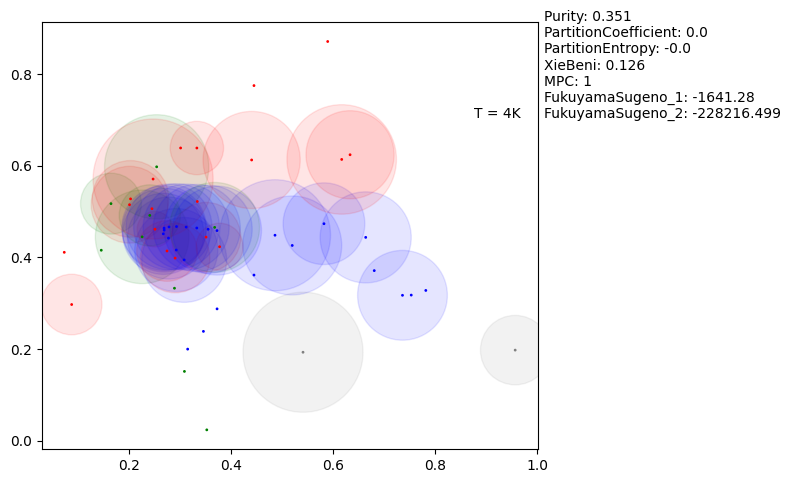 Purity: 0.351
PartitionCoefficient: 0.0
PartitionEntropy: -0.0
XieBeni: 0.126
MPC: 1
FukuyamaSugeno_1: -1641.28
FukuyamaSugeno_2: -228216.499
T = 4K
0.8
0.6
0.4
0.2
0.0
0.2 0.4 0.6 0.8 1.0